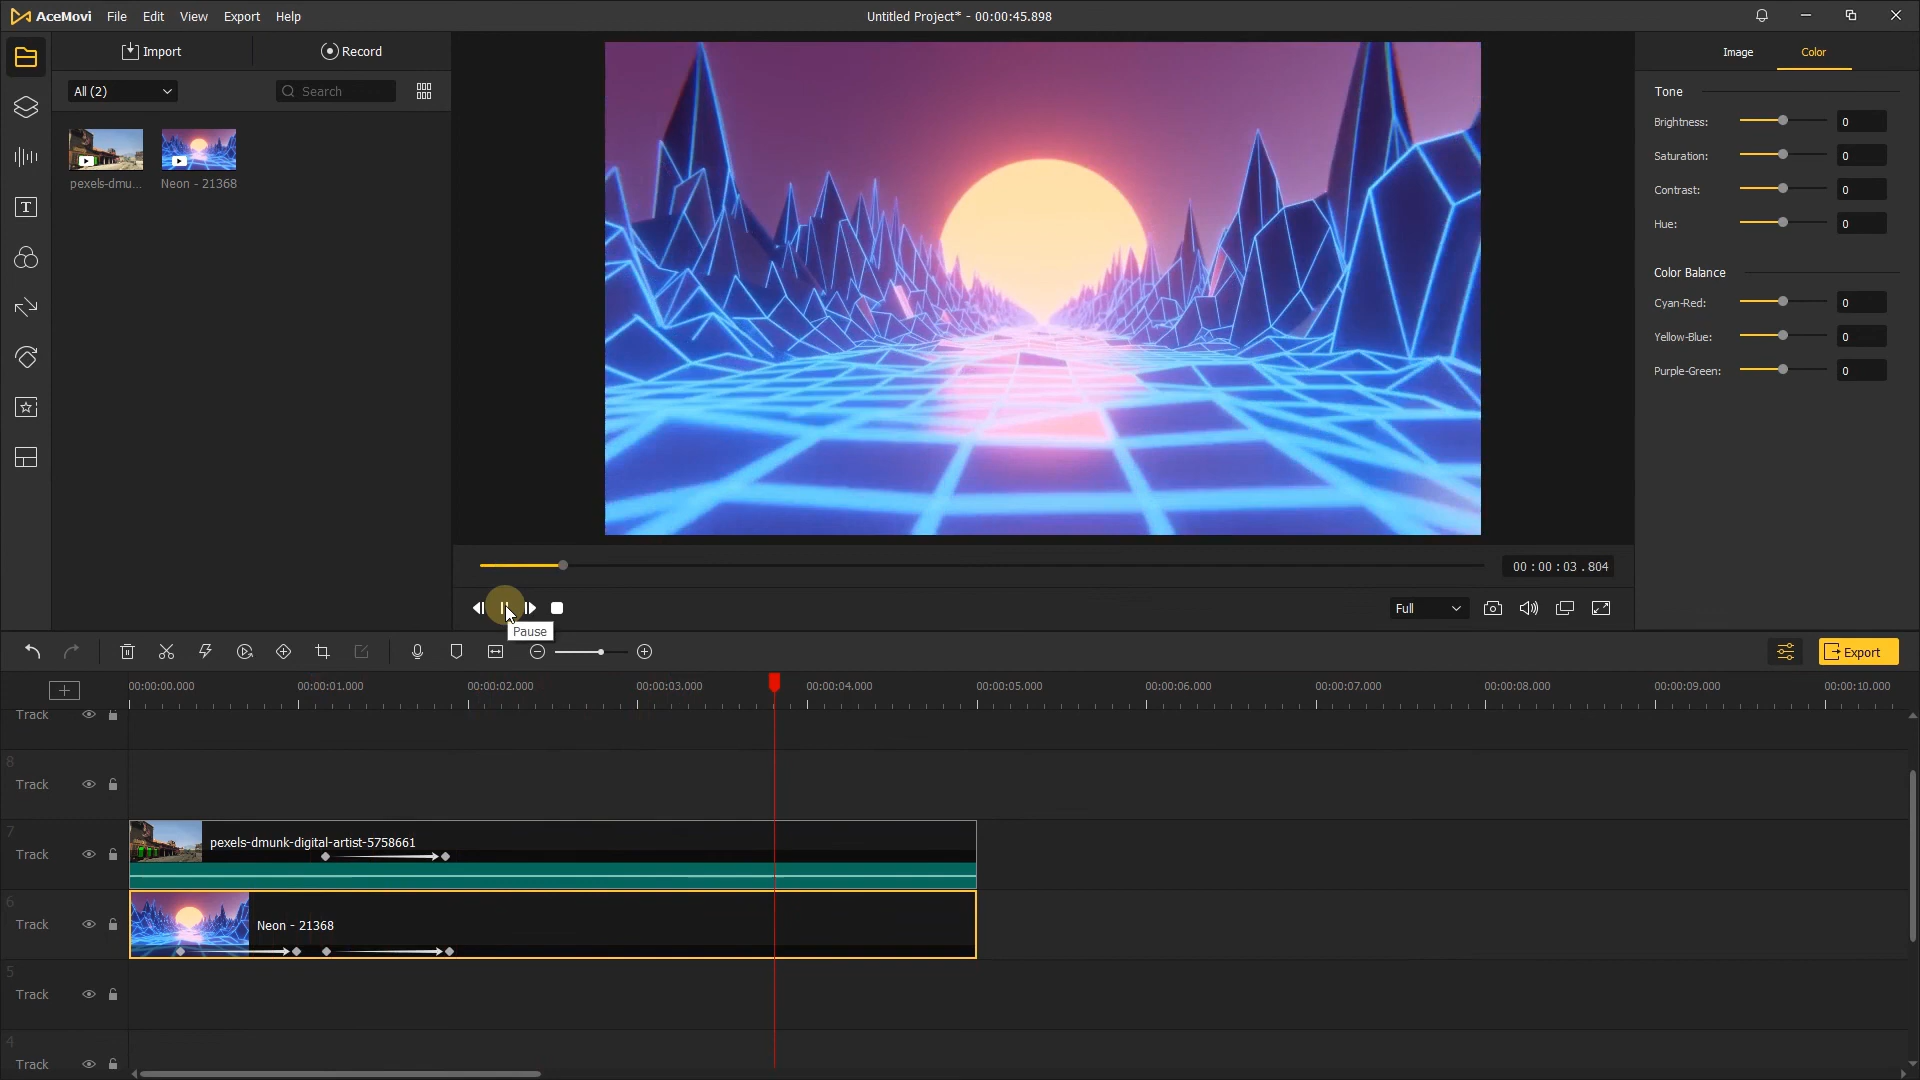 AceMovi File Edit View Export Help
Untitled Project* - 00:00:45.898
Import Record
All (2) Search
pexels-dmu... Neon - 21368
Image Color
Tone
Brightness: 0
Saturation: 0
Contrast: 0
Hue: 0
Color Balance
Cyan-Red: 0
Yellow-Blue: 0
Purple-Green: 0
00 : 00 : 03 . 804
Full
Pause
Export
00:00:00.000 00:00:01.000 00:00:02.000 00:00:03.000 00:00:04.000 00:00:05.000 00:00:06.000 00:00:07.000 00:00:08.000 00:00:09.000 00:00:10.000
Track
8
Track
7
pexels-dmunk-digital-artist-5758661
Track
6
Track
Neon - 21368
5
Track
4
Track